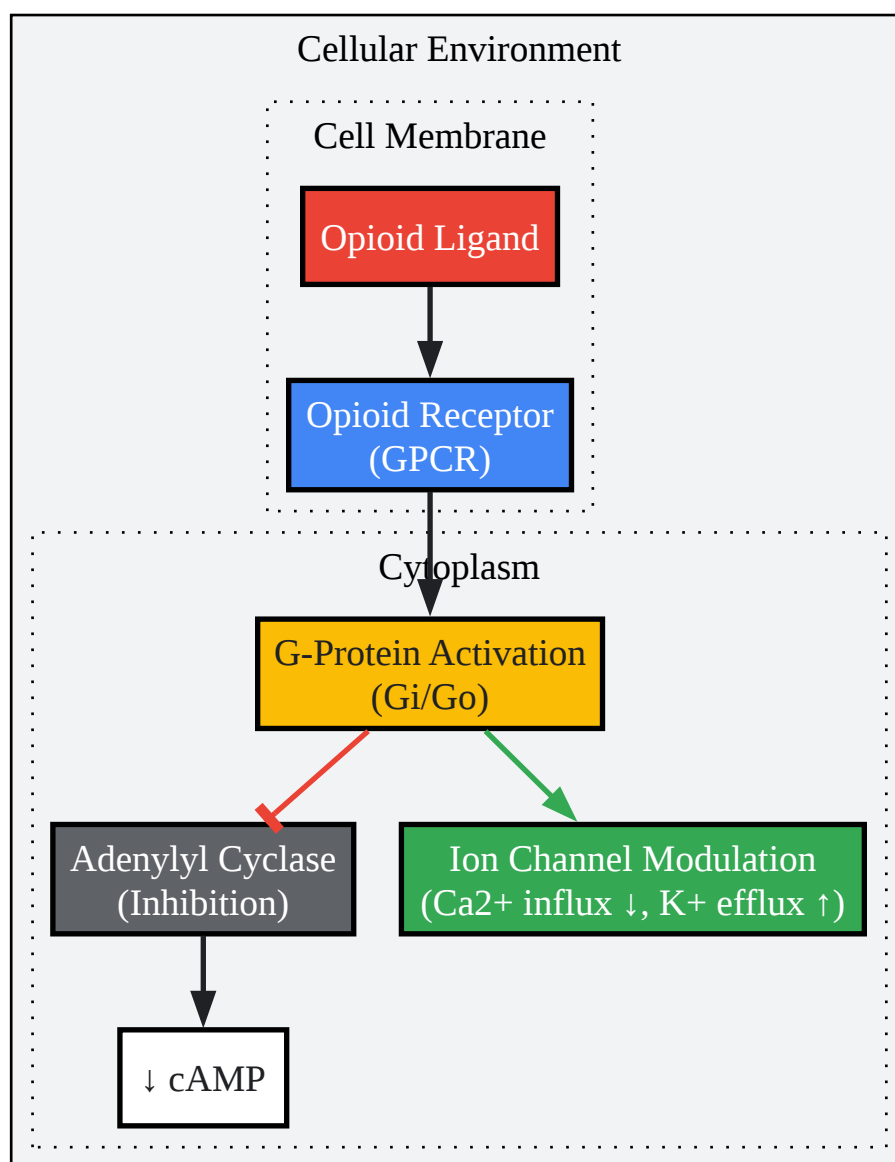 Cellular Environment
Cell Membrane
Opioid Ligand
Opioid Receptor
(GPCR)
Cytoplasm
G-Protein Activation
(Gi/Go)
Adenylyl Cyclase
(Inhibition)
Ion Channel Modulation
(Ca2+ influx ↓, K+ efflux ↑)
↓ cAMP